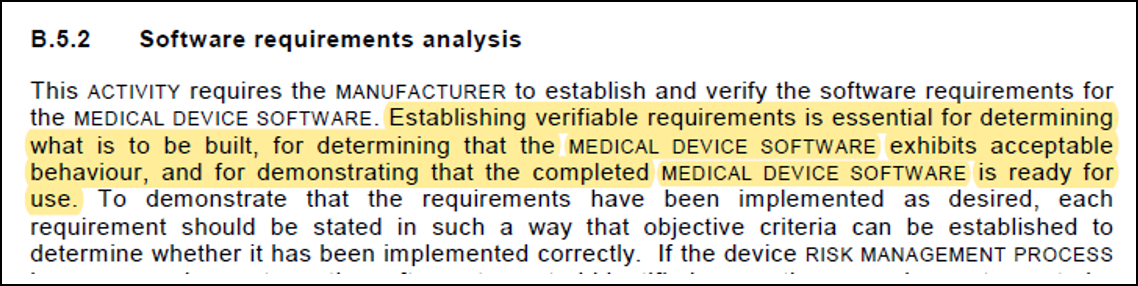 B.5.2 Software requirements analysis
This ACTIVITY requires the MANUFACTURER to establish and verify the software requirements for
the MEDICAL DEVICE SOFTWARE. Establishing verifiable requirements is essential for determining
what is to be built, for determining that the MEDICAL DEVICE SOFTWARE exhibits acceptable
behaviour, and for demonstrating that the completed MEDICAL DEVICE SOFTWARE is ready for
use. To demonstrate that the requirements have been implemented as desired, each
requirement should be stated in such a way that objective criteria can be established to
determine whether it has been implemented correctly. If the device RISK MANAGEMENT PROCESS